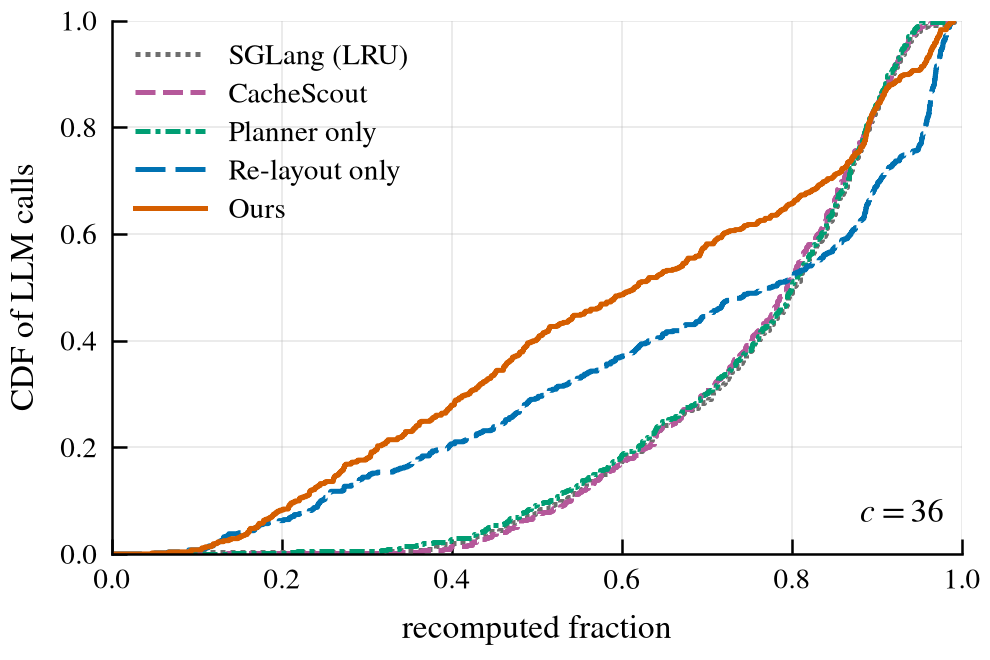 1.0
0.8
0.6
0.4
0.2
0.0
CDF of LLM calls
SGLang (LRU)
CacheScout
Planner only
Re-layout only
Ours
c = 36
0.0 0.2 0.4 0.6 0.8 1.0
recomputed fraction